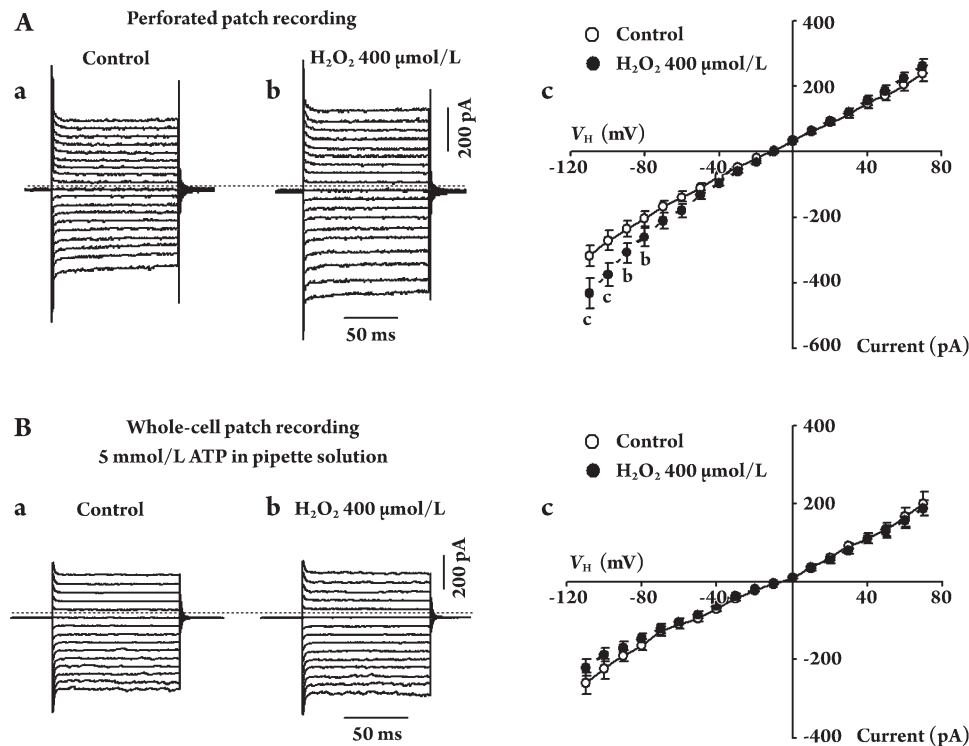 A
Perforated patch recording
Control
H₂O₂ 400 µmol/L
a
b
200 pA
50 ms
c
Control
H₂O₂ 400 µmol/L
400
200
V_H (mV)
-120 -80 -40 0 40 80
-200
-400
-600
b
b
c
c
Current (pA)
B
Whole-cell patch recording
5 mmol/L ATP in pipette solution
a
Control
b
H₂O₂ 400 µmol/L
200 pA
50 ms
c
Control
H₂O₂ 400 µmol/L
400
200
V_H (mV)
-120 -80 -40 0 40 80
-200
-400
Current (pA)